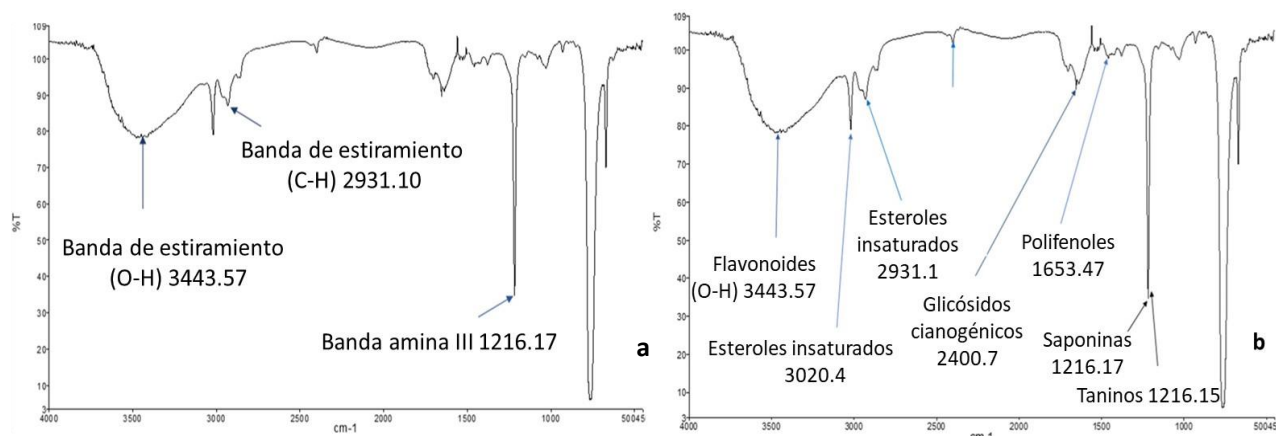 109
100
90
80
70
60
50
40
30
20
10
3
%T
4000
3500
3000
2500
2000
1500
1000
50045
cm-1
Banda de estiramiento
(C-H) 2931.10
Banda de estiramiento
(O-H) 3443.57
Banda amina III 1216.17
a
109
100
90
80
70
60
50
40
30
20
10
3
%T
4000
3500
3000
2500
2000
1500
1000
50045
cm-1
Flavonoides
(O-H) 3443.57
Esteroles insaturados
3020.4
Esteroles
insaturados
2931.1
Glicósidos
cianogénicos
2400.7
Polifenoles
1653.47
Saponinas
1216.17
Taninos 1216.15
b